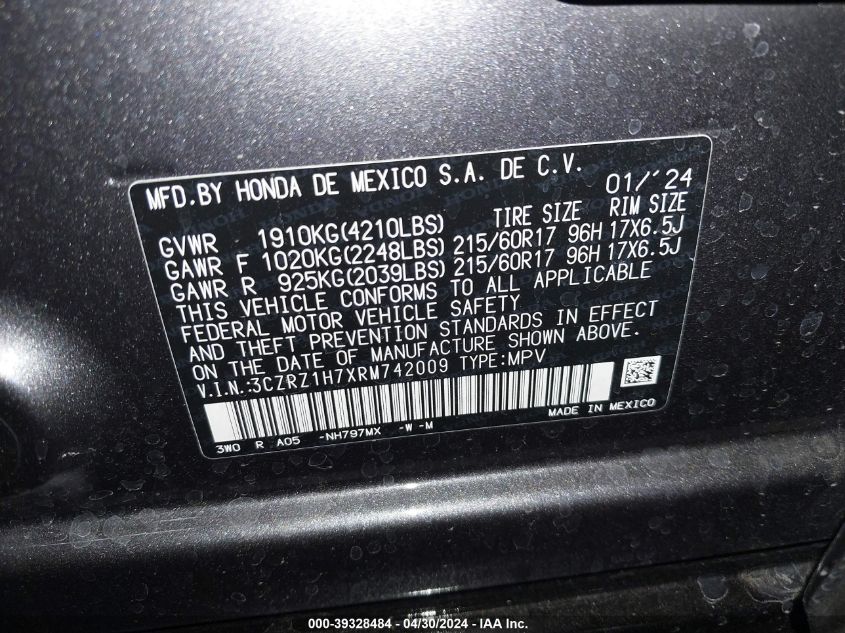 MFD.BY HONDA DE MEXICO S.A. DE C.V. 01/'24
TIRE SIZE RIM SIZE
GVWR 1910KG(4210LBS)
GAWR F 1020KG(2248LBS) 215/60R17 96H 17X6.5J
GAWR R 925KG(2039LBS) 215/60R17 96H 17X6.5J
THIS VEHICLE CONFORMS TO ALL APPLICABLE
FEDERAL MOTOR VEHICLE SAFETY
AND THEFT PREVENTION STANDARDS IN EFFECT
ON THE DATE OF MANUFACTURE SHOWN ABOVE.
V.I.N.:3CZRZ1H7XRM742009 TYPE:MPV
3W0 R A05 -NH797MX -W -M MADE IN MEXICO
000-39328484 - 04/30/2024 - IAA Inc.